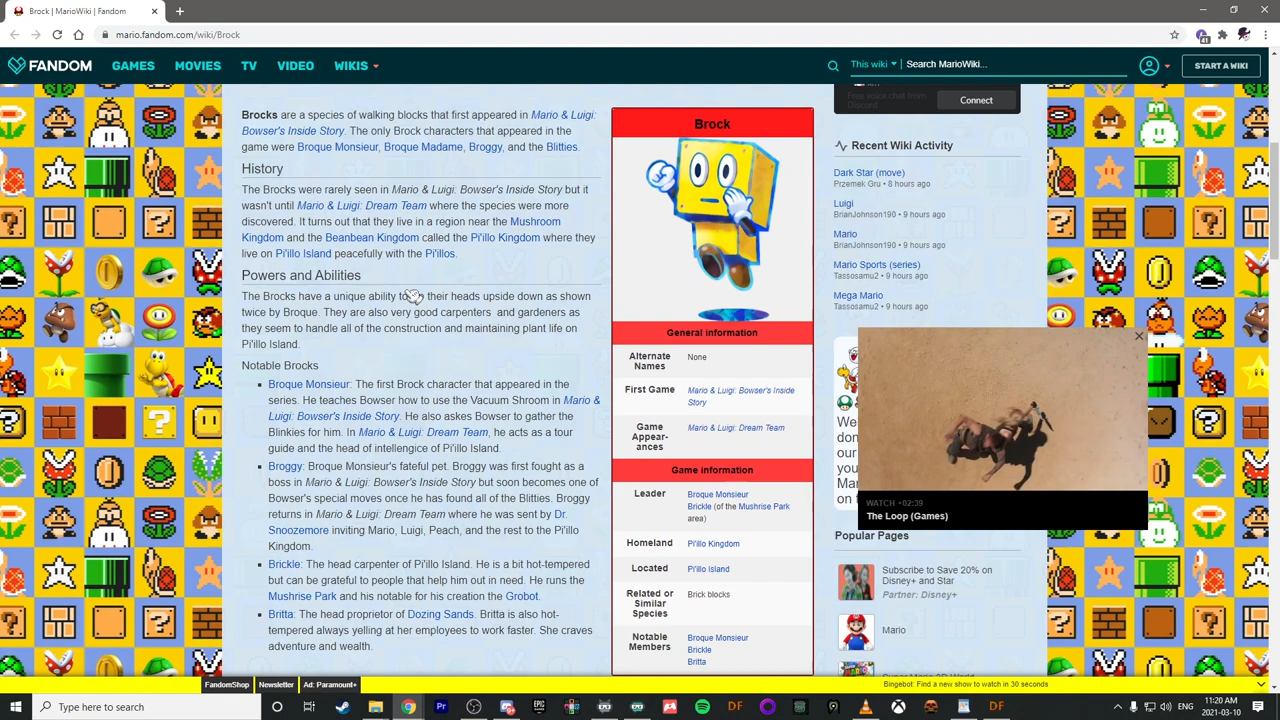 Brock | MarioWiki | Fandom
mario.fandom.com/wiki/Brock
41
FANDOM GAMES MOVIES TV VIDEO WIKIS This wiki Search MarioWiki... START A WIKI
Brocks are a species of walking blocks that first appeared in Mario & Luigi:
Bowser's Inside Story. The only Brock characters that appeared in the
game were Broque Monsieur, Broque Madame, Broggy, and the Blitties.
History
The Brocks were rarely seen in Mario & Luigi: Bowser's Inside Story but it
wasn't until Mario & Luigi: Dream Team where the species were more
discovered. It turns out that they live in a region near the Mushroom
Kingdom and the Beanbean Kingdom called the Pi'illo Kingdom where they
live on Pi'illo Island peacefully with the Pi'illos.
Powers and Abilities
The Brocks have a unique ability to their heads upside down as shown
twice by Broque. They are also very good carpenters and gardeners as
they seem to handle all of the construction and maintaining plant life on
Pi'illo Island.
Notable Brocks
Broque Monsieur: The first Brock character that appeared in the
series. He teaches Bowser how to use the Vacuum Shroom in Mario &
Luigi: Bowser's Inside Story. He also askes Bowser to gather the
Blinkies for him. In Mario & Luigi: Dream Team, he acts as a tour
guide and the head of intellengice of Pi'illo Island.
Broggy: Broque Monsieur's fateful pet. Broggy was first fought as a
boss in Mario & Luigi: Bowser's Inside Story but soon becomes one of
Bowser's special moves once he has found all of the Blitties. Broggy
returns in Mario & Luigi: Dream Team where he was sent by Dr.
Snoozemore inviting Mario, Luigi, Peach, and the rest to the Pi'illo
Kingdom.
Brickle: The head carpenter of Pi'illo Island. He is a bit hot-tempered
but can be grateful to people that help him out in need. He runs the
Mushrise Park and his notable for his creation the Grobot.
Britta: The head proprietor of Dozing Sands. Britta is also hot-
tempered always yelling at her employees to work faster. She craves
adventure and wealth.
Brock
General information
Alternate Names None
First Game Mario & Luigi: Bowser's Inside
Story
Game Appear-ances Mario & Luigi: Dream Team
Game information
Leader Broque Monsieur
Brickle (of the Mushrise Park
area)
Homeland Pi'illo Kingdom
Located Pi'illo Island
Related or Similar Species Brick blocks
Notable Members Broque Monsieur
Brickle
Britta
Free voice chat from
Discord
Connect
Recent Wiki Activity
Dark Star (move)
Przemek Gru • 8 hours ago
Luigi
BrianJohnson190 • 9 hours ago
Mario
BrianJohnson190 • 9 hours ago
Mario Sports (series)
Tassosamu2 • 9 hours ago
Mega Mario
Tassosamu2 • 9 hours ago
WATCH • 02:39
The Loop (Games)
Popular Pages
Subscribe to Save 20% on
Disney+ and Star
Partner: Disney+
Mario
FandomShop Newsletter Ad: Paramount+ Bingebot: Find a new show to watch in 30 seconds
Type here to search
ENG
11:20 AM
2021-03-10